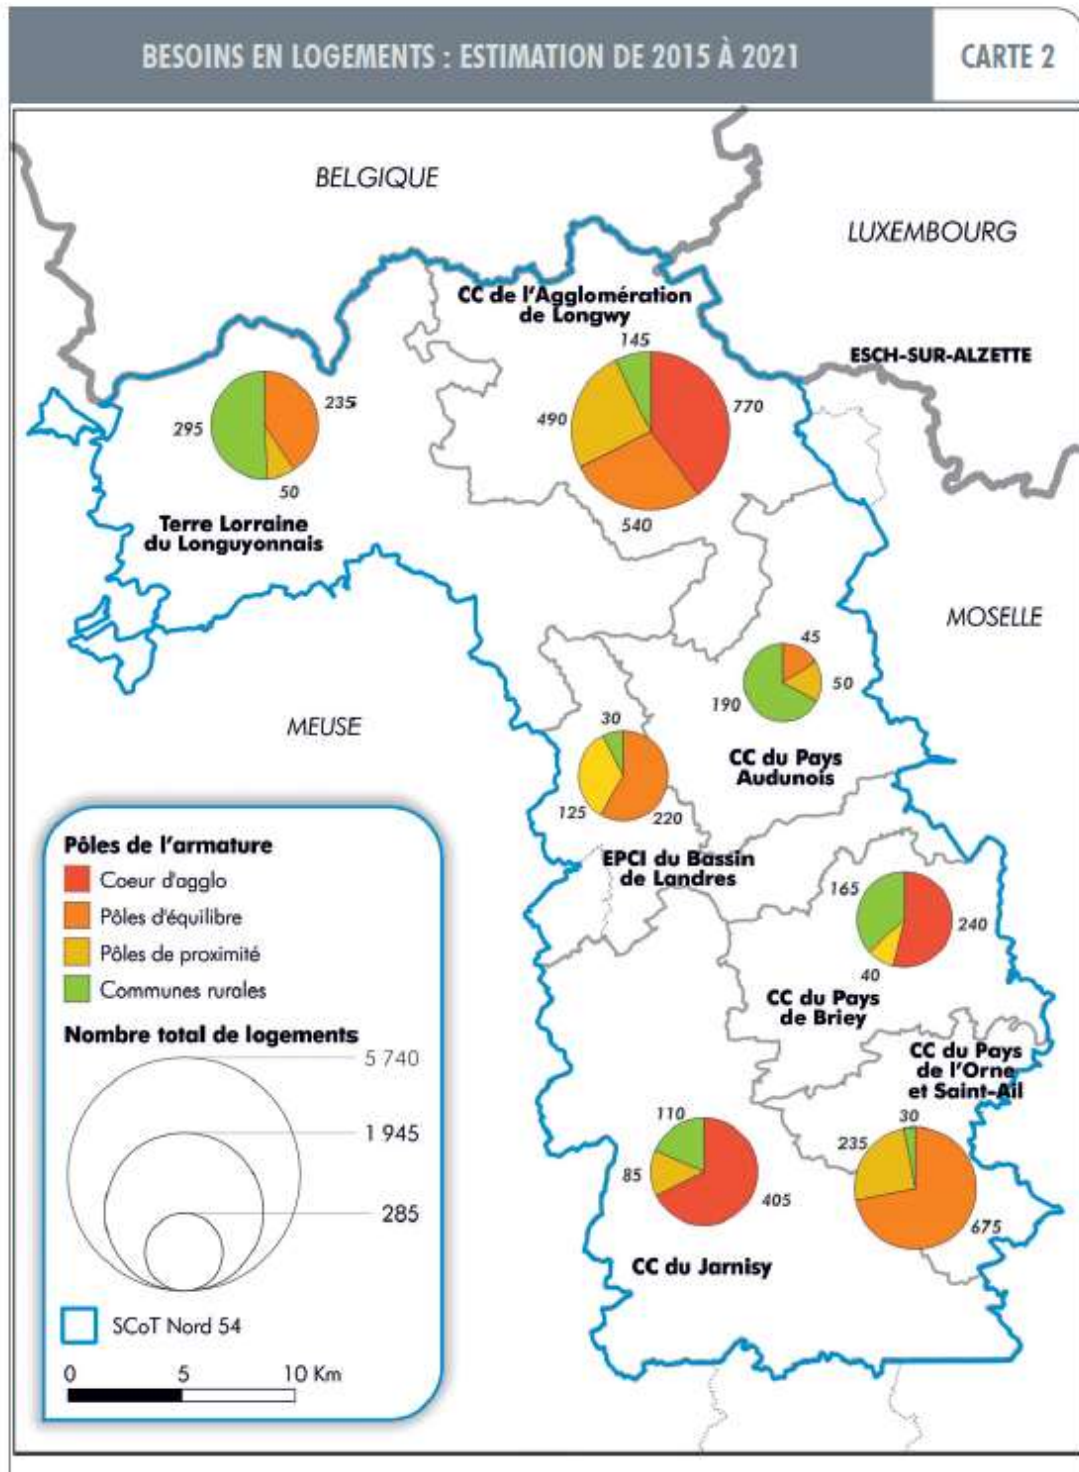 BESOINS EN LOGEMENTS : ESTIMATION DE 2015 À 2021
CARTE 2
BELGIQUE
LUXEMBOURG
CC de l'Agglomération
de Longwy
145
770
490
540
ESCH-SUR-ALZETTE
235
295
50
Terre Lorraine
du Longuyonnais
MOSELLE
45
50
190
CC du Pays
Audunois
MEUSE
30
125
220
EPCI du Bassin
de Landres
165
240
40
CC du Pays
de Briey
CC du Pays
de l'Orne
et Saint-Ail
30
235
675
110
85
405
CC du Jarnisy
Pôles de l'armature
Coeur d'agglo
Pôles d'équilibre
Pôles de proximité
Communes rurales
Nombre total de logements
5 740
1 945
285
SCoT Nord 54
0 5 10 Km